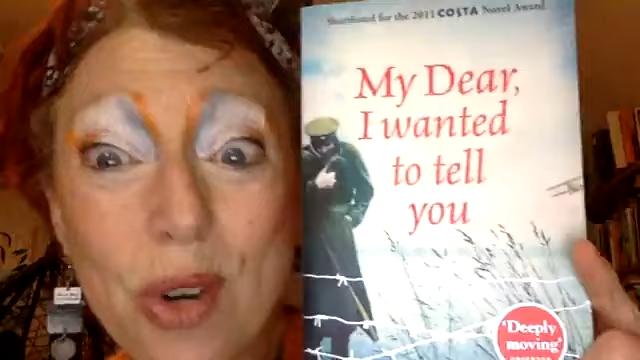 Shortlisted for the 2011 COSTA Novel Award
My Dear,
I wanted
to tell
you
'Deeply
moving'